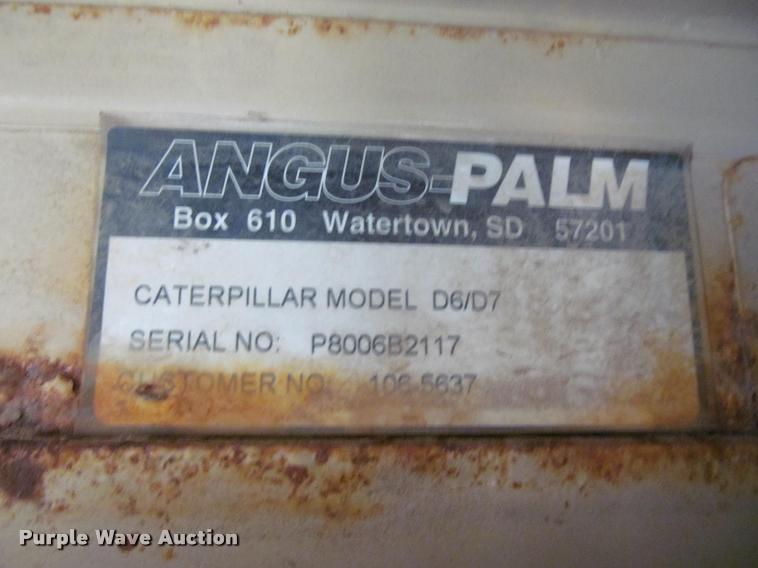 ANGUS-PALM
Box 610 Watertown, SD 57201
CATERPILLAR MODEL D6/D7
SERIAL NO: P8006B2117
CUSTOMER NO: 106-5637
Purple Wave Auction